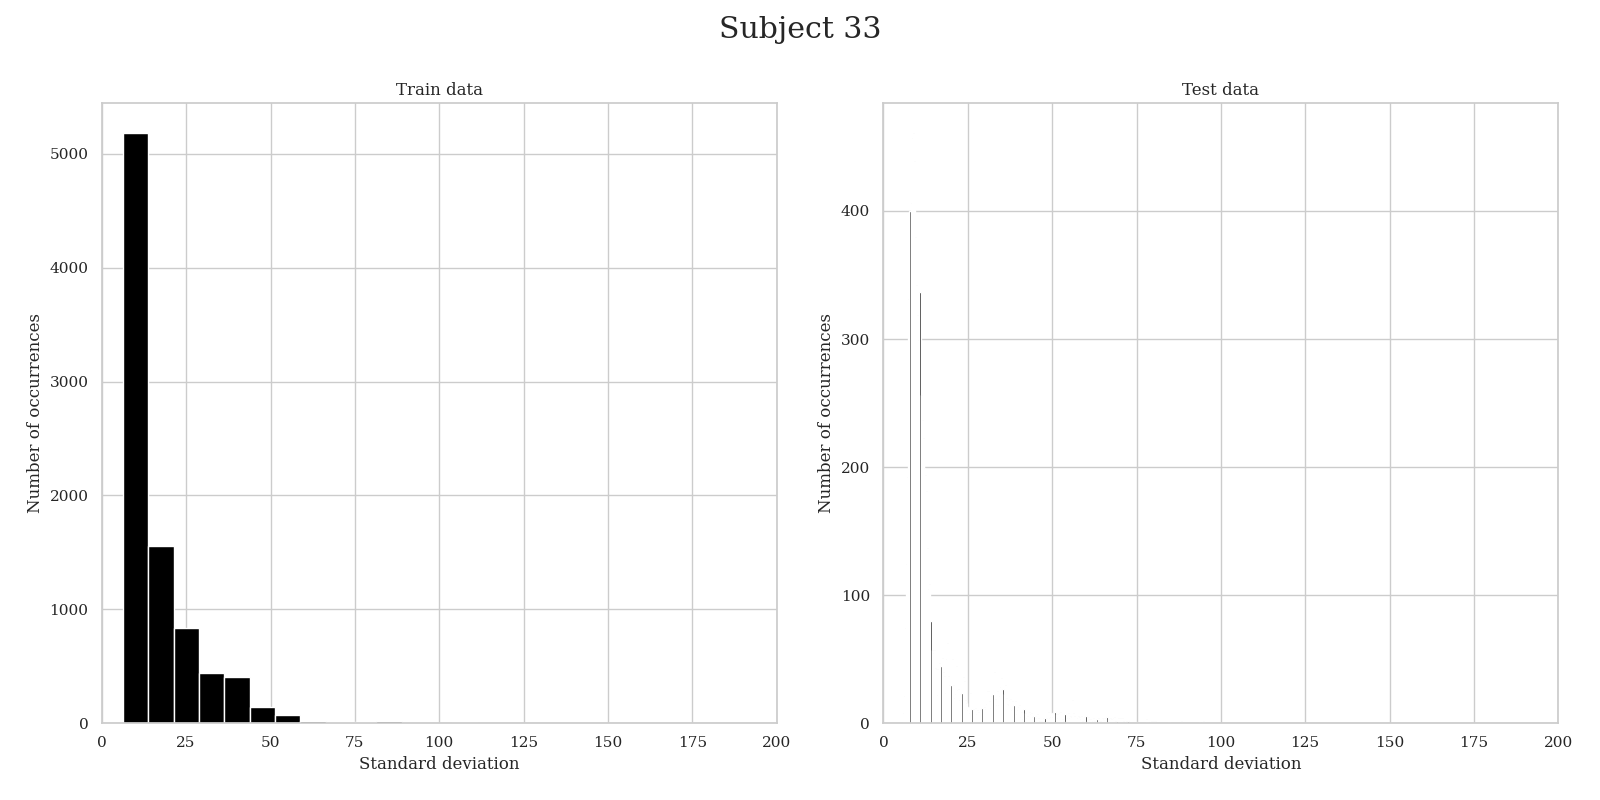 Subject 33
Train data
Number of occurrences
5000
4000
3000
2000
1000
0
0 25 50 75 100 125 150 175 200
Standard deviation
Test data
Number of occurrences
400
300
200
100
0
0 25 50 75 100 125 150 175 200
Standard deviation